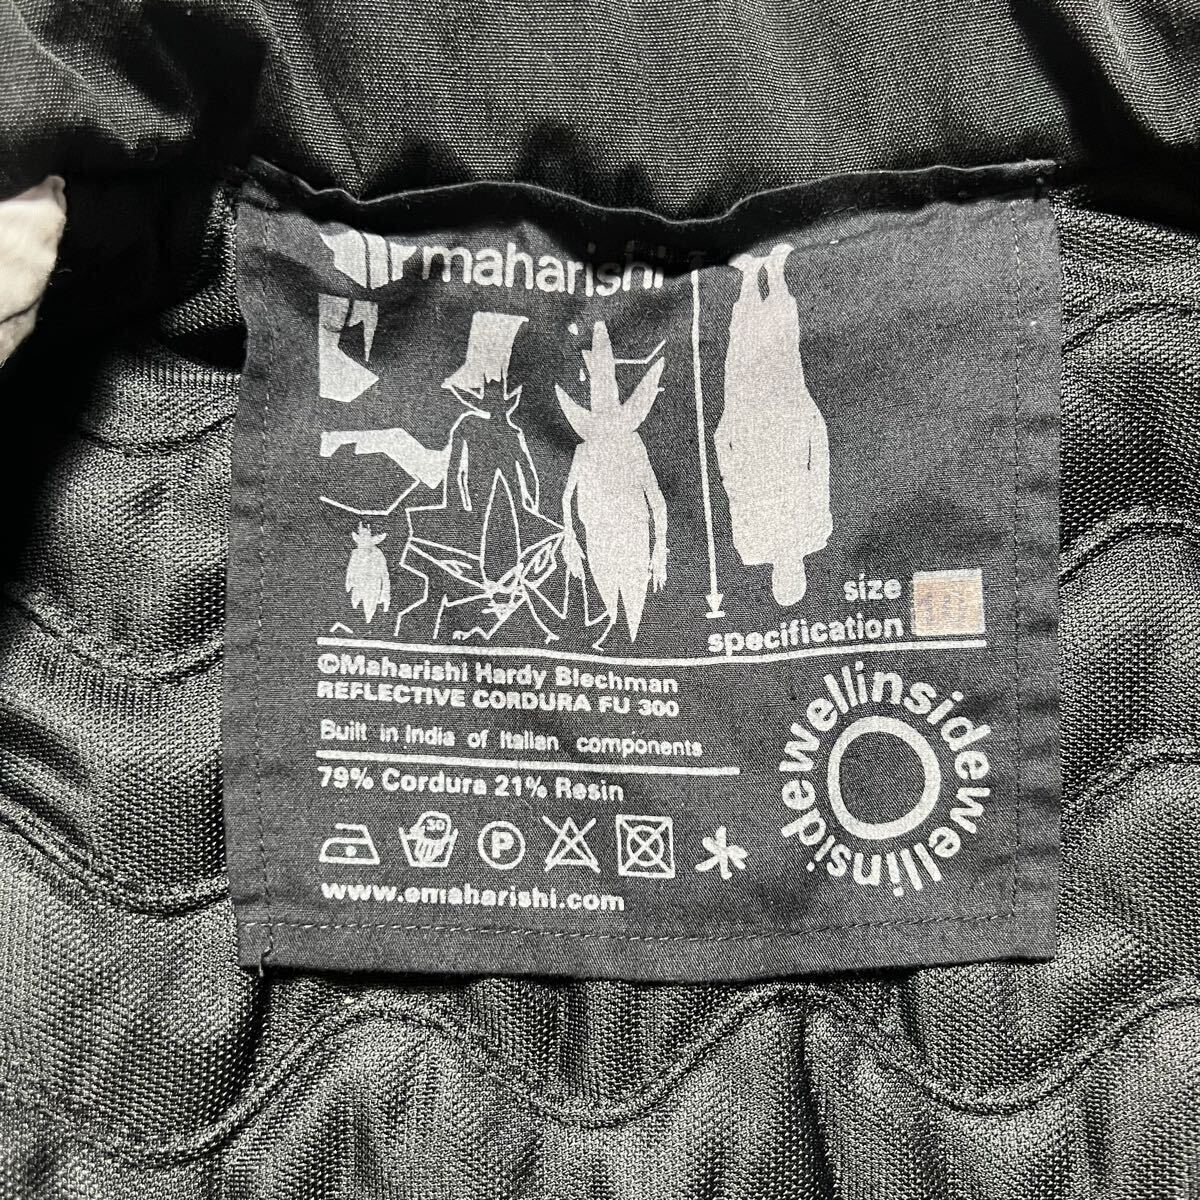 maharishi
size
specification
©Maharishi Hardy Blechman
REFLECTIVE CORDURA FU 300
Built in India of Italian components
79% Cordura 21% Resin
30
P
www.emaharishi.com
wellinsidewellinside